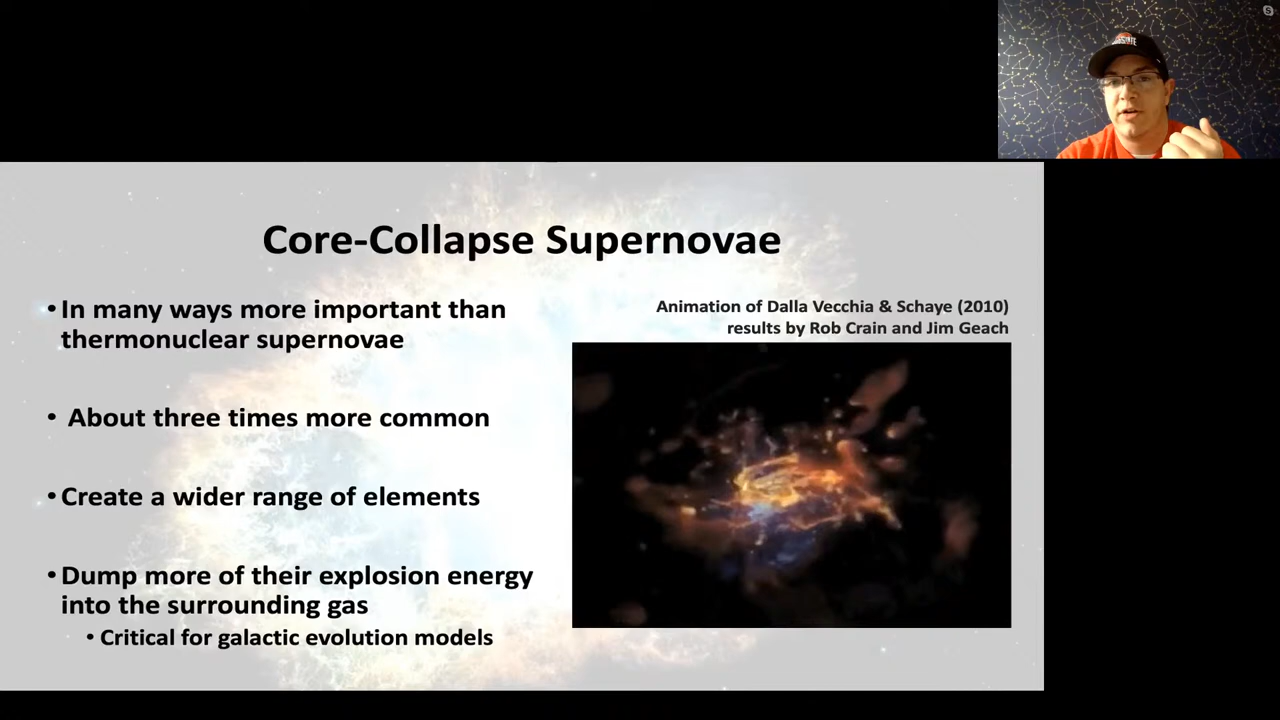 Core-Collapse Supernovae
• In many ways more important than
thermonuclear supernovae
• About three times more common
• Create a wider range of elements
• Dump more of their explosion energy
into the surrounding gas
• Critical for galactic evolution models
Animation of Dalla Vecchia & Schaye (2010)
results by Rob Crain and Jim Geach